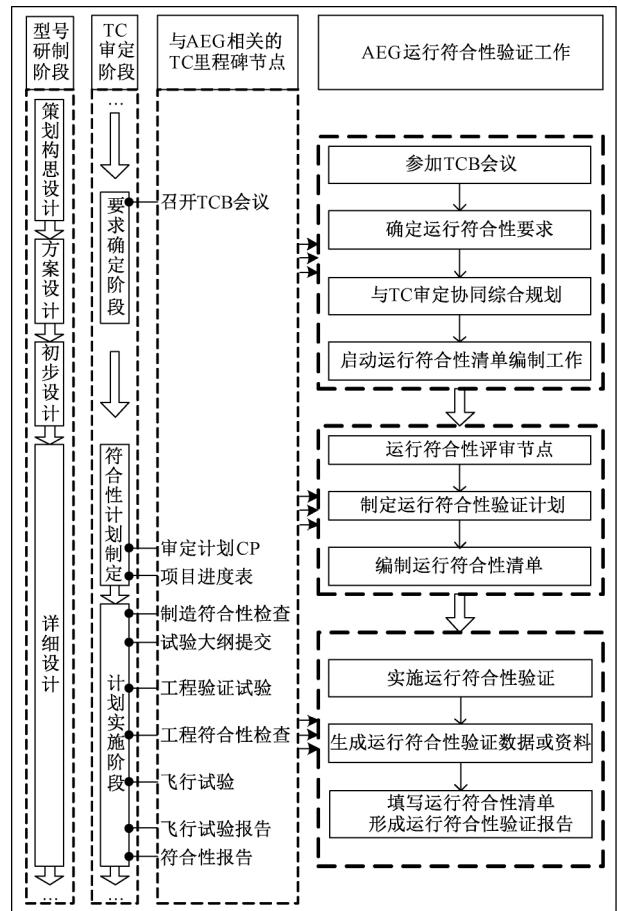 型号
研制
阶段
TC
审定
阶段
与AEG相关的
TC里程碑节点
AEG运行符合性验证工作
策划构思设计
方案设计
初步设计
详细设计
…
…
要求确定阶段
符合性计划制定
计划实施阶段
…
召开TCB会议
审定计划CP
项目进度表
制造符合性检查
试验大纲提交
工程验证试验
工程符合性检查
飞行试验
飞行试验报告
符合性报告
参加TCB会议
确定运行符合性要求
与TC审定协同综合规划
启动运行符合性清单编制工作
运行符合性评审节点
制定运行符合性验证计划
编制运行符合性清单
实施运行符合性验证
生成运行符合性验证数据或资料
填写运行符合性清单
形成运行符合性验证报告